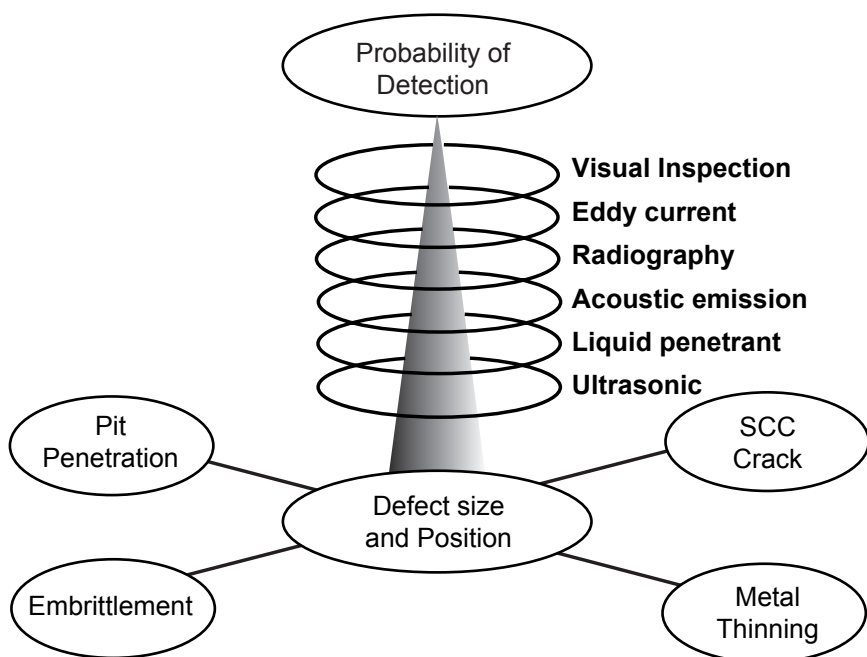 Probability of
Detection
Visual Inspection
Eddy current
Radiography
Acoustic emission
Liquid penetrant
Ultrasonic
Pit
Penetration
SCC
Crack
Defect size
and Position
Embrittlement
Metal
Thinning